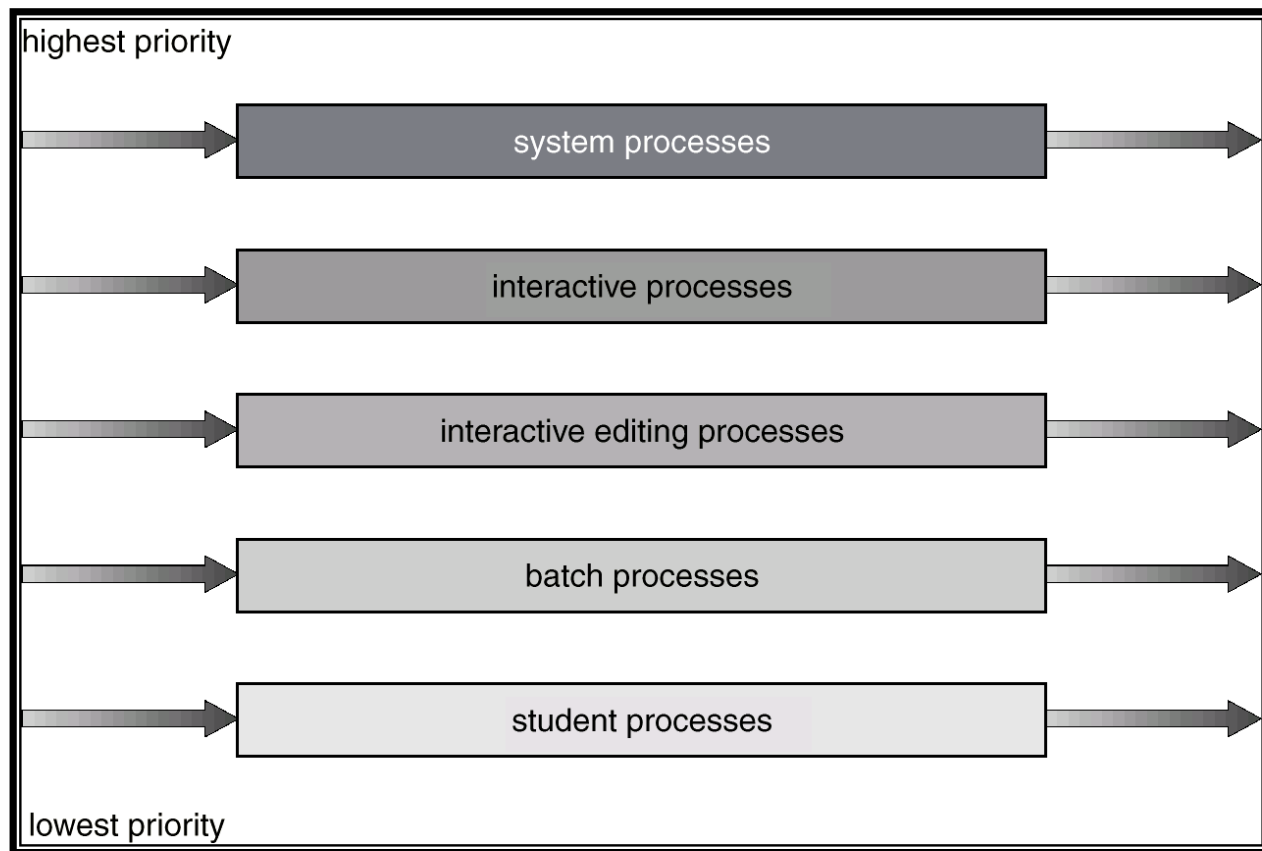 highest priority
system processes
interactive processes
interactive editing processes
batch processes
student processes
lowest priority